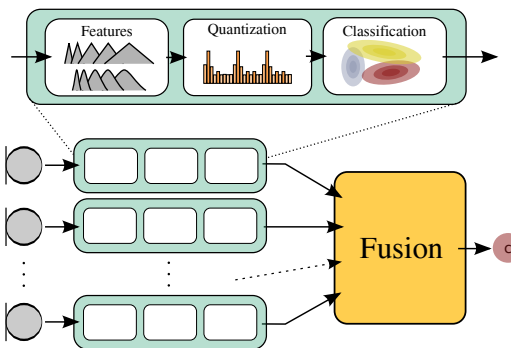 Features
Quantization
Classification
Fusion
c